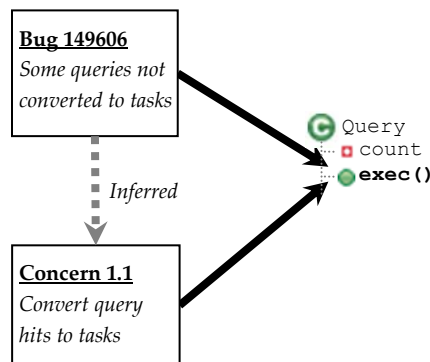 Bug 149606
Some queries not
converted to tasks
C Query
count
exec()
Inferred
Concern 1.1
Convert query
hits to tasks